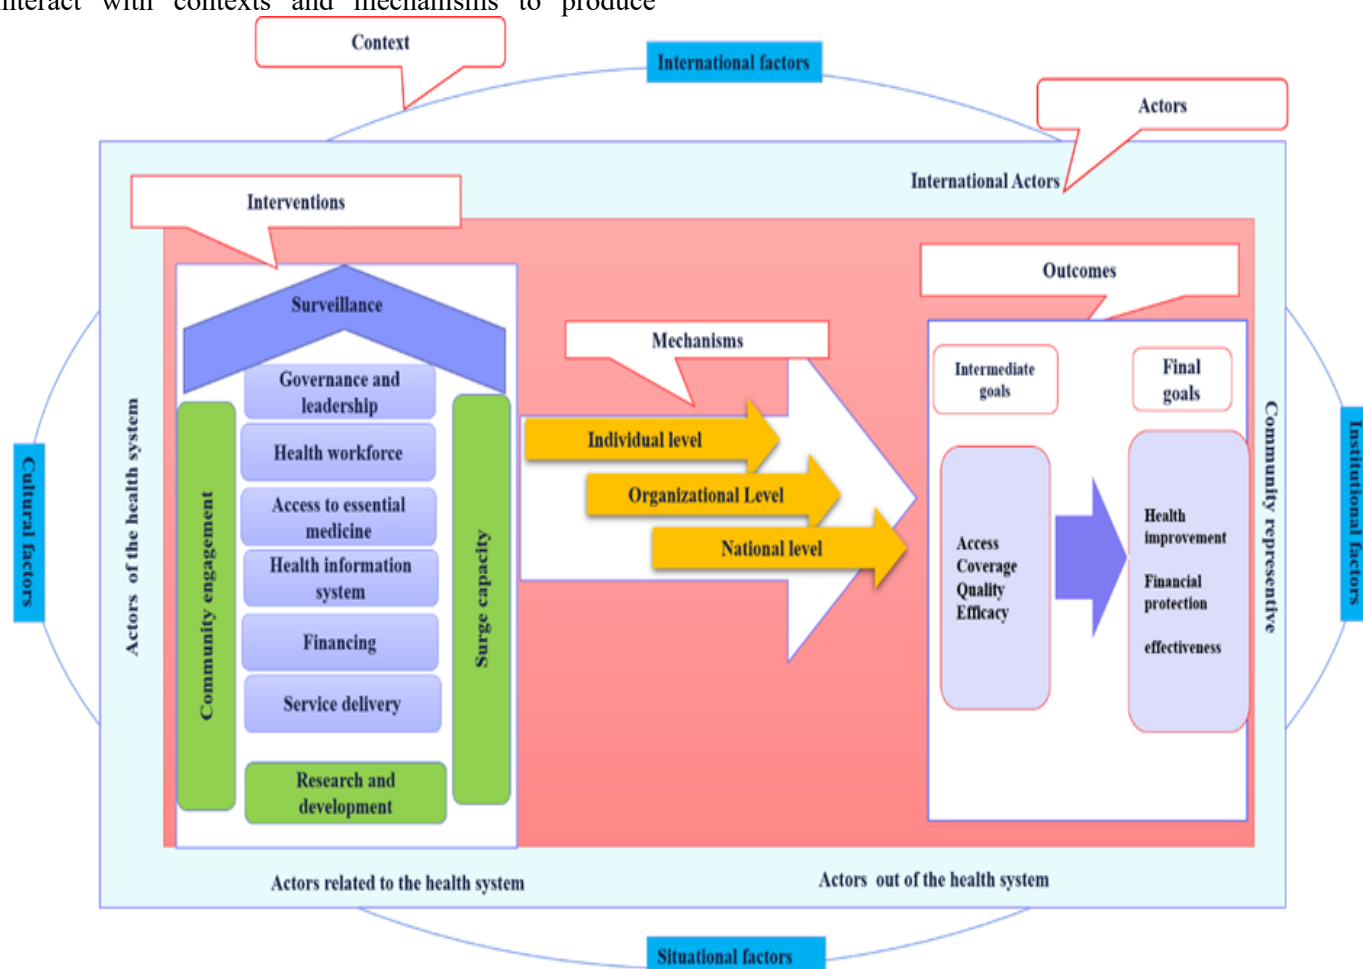 interact with contexts and mechanisms to produce
Context
International factors
Actors
International Actors
Interventions
Outcomes
Surveillance
Mechanisms
Intermediate
goals
Final
goals
Governance and
leadership
Health workforce
Access to essential
medicine
Health information
system
Financing
Service delivery
Research and
development
Community engagement
Surge capacity
Individual level
Organizational Level
National level
Access
Coverage
Quality
Efficacy
Health
improvement
Financial
protection
effectiveness
Cultural factors
Actors of the health system
Community representive
Institutional factors
Actors related to the health system
Actors out of the health system
Situational factors